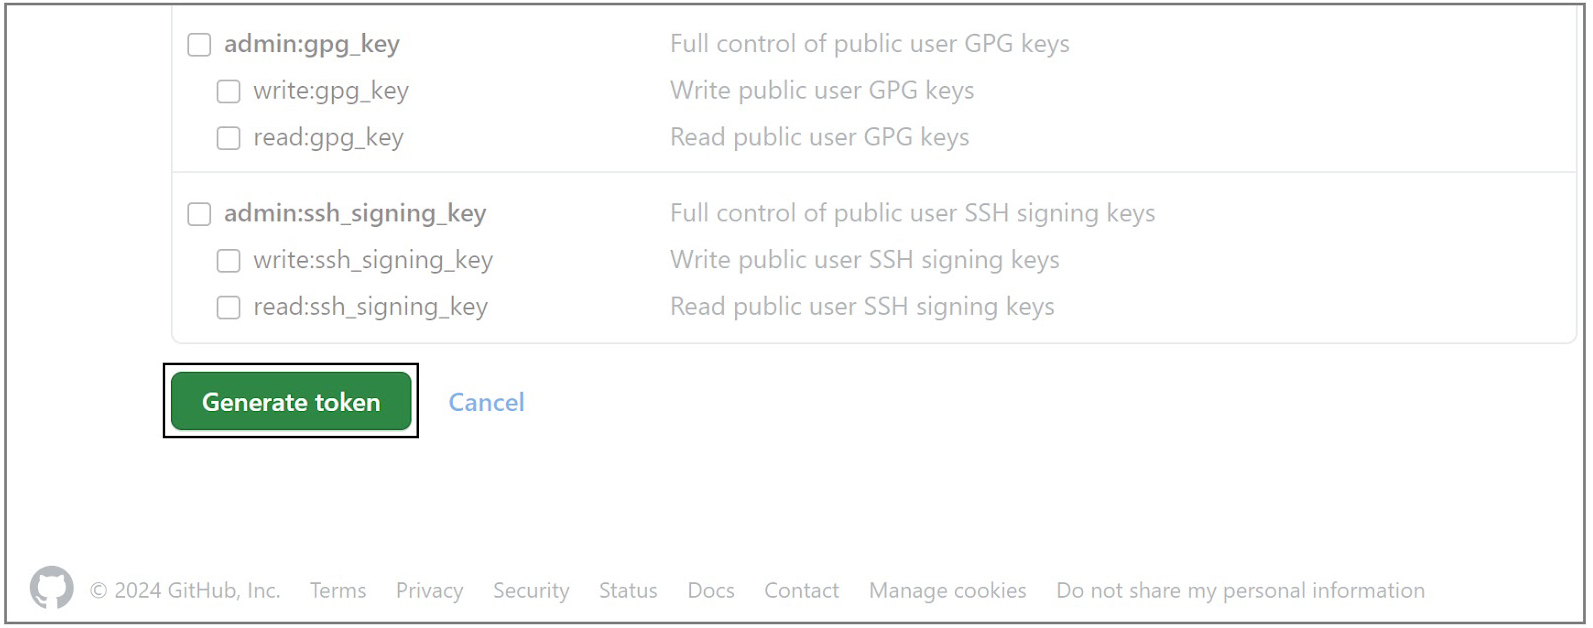 admin:gpg_key Full control of public user GPG keys
write:gpg_key Write public user GPG keys
read:gpg_key Read public user GPG keys
admin:ssh_signing_key Full control of public user SSH signing keys
write:ssh_signing_key Write public user SSH signing keys
read:ssh_signing_key Read public user SSH signing keys
Generate token Cancel
© 2024 GitHub, Inc. Terms Privacy Security Status Docs Contact Manage cookies Do not share my personal information